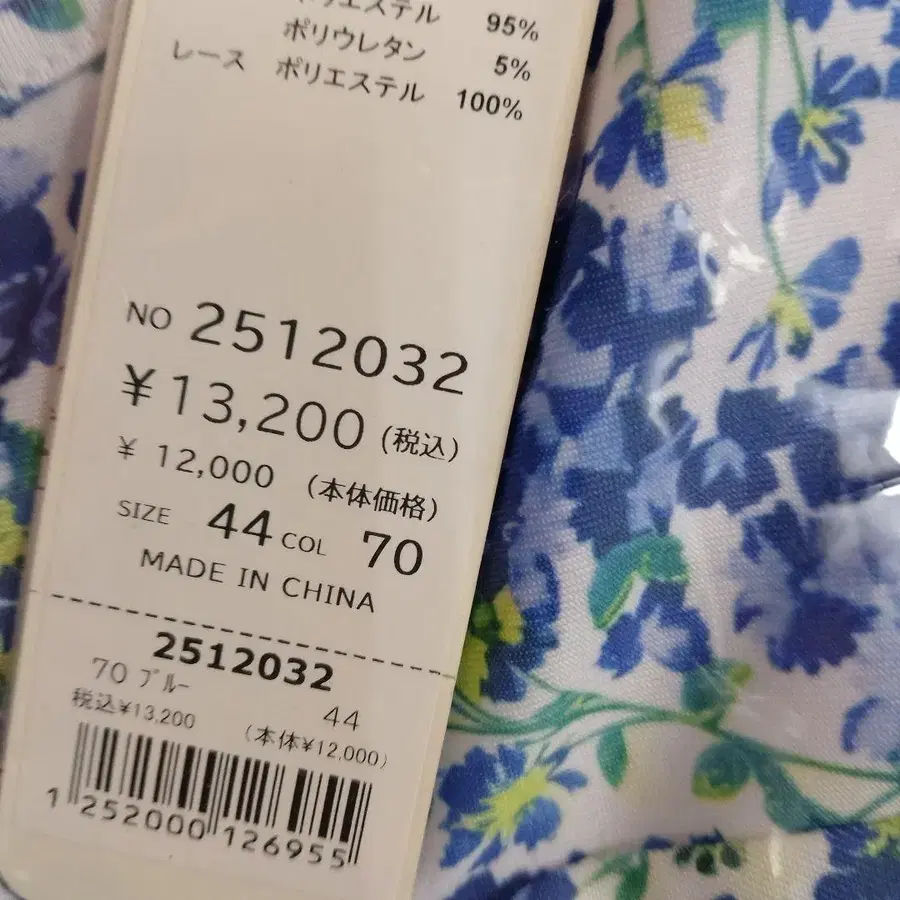 ポリエステル 95%
ポリウレタン 5%
レース ポリエステル 100%
NO 2512032
¥13,200 (税込)
¥ 12,000 (本体価格)
SIZE 44 COL 70
MADE IN CHINA
2512032
70 ブルー 44
税込¥13,200 (本体¥12,000)
1252000126955